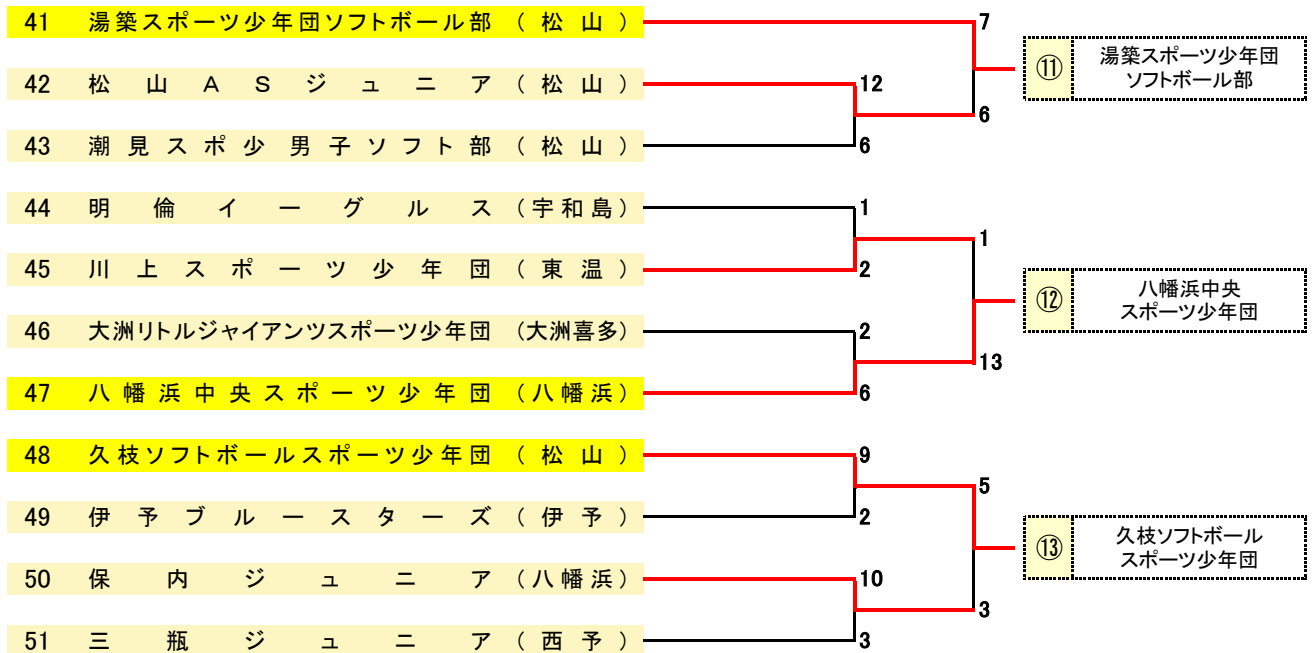 41 湯築スポーツ少年団ソフトボール部 (松山) 7
⑪ 湯築スポーツ少年団
ソフトボール部
42 松山ASジュニア (松山) 12
6
43 潮見スポ少男子ソフト部 (松山) 6
44 明倫イーグルス (宇和島) 1
1
45 川上スポーツ少年団 (東温) 2
⑫ 八幡浜中央
スポーツ少年団
46 大洲リトルジャイアンツスポーツ少年団 (大洲喜多) 2
13
47 八幡浜中央スポーツ少年団 (八幡浜) 6
48 久枝ソフトボールスポーツ少年団 (松山) 9
5
49 伊予ブルースターズ (伊予) 2
⑬ 久枝ソフトボール
スポーツ少年団
50 保内ジュニア (八幡浜) 10
3
51 三瓶ジュニア (西予) 3